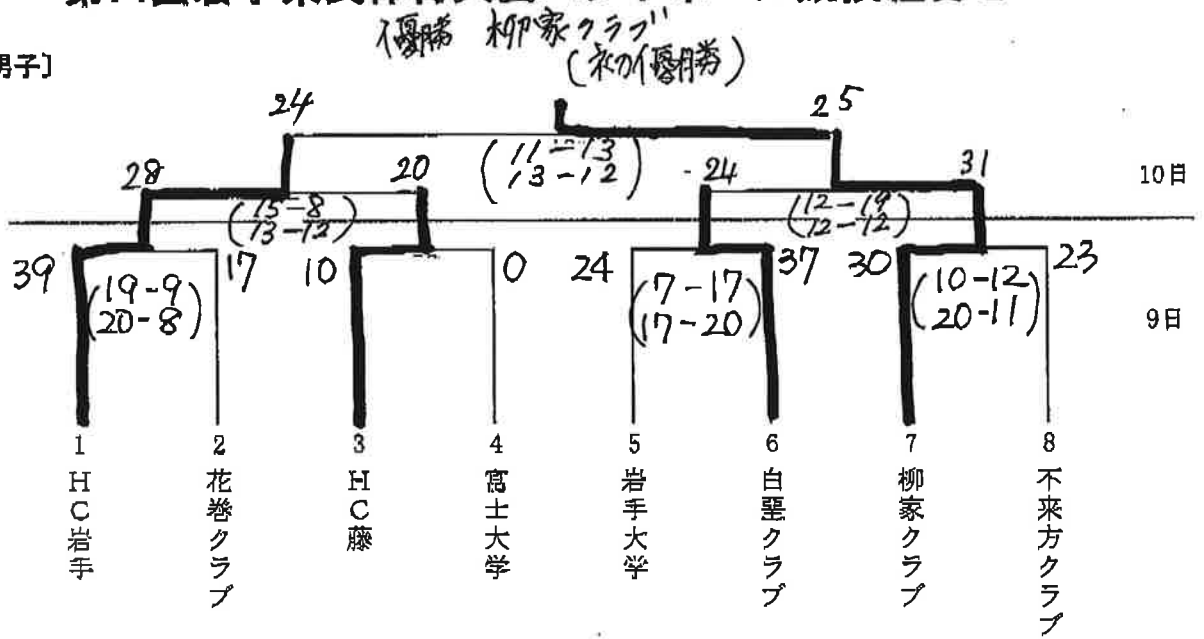 優勝 柳家クラブ
(初優勝)
男子]
24 25
(11-13
13-12)
28 20 24 31 10日
(15-8
13-12)
(12-19
12-12)
39 17 10 0 24 37 30 23
(19-9
20-8)
(7-17
17-20)
(10-12
20-11)
9日
1 2 3 4 5 6 7 8
HC岩手
花巻クラブ
HC藤
富士大学
岩手大学
白堊クラブ
柳家クラブ
不来方クラブ